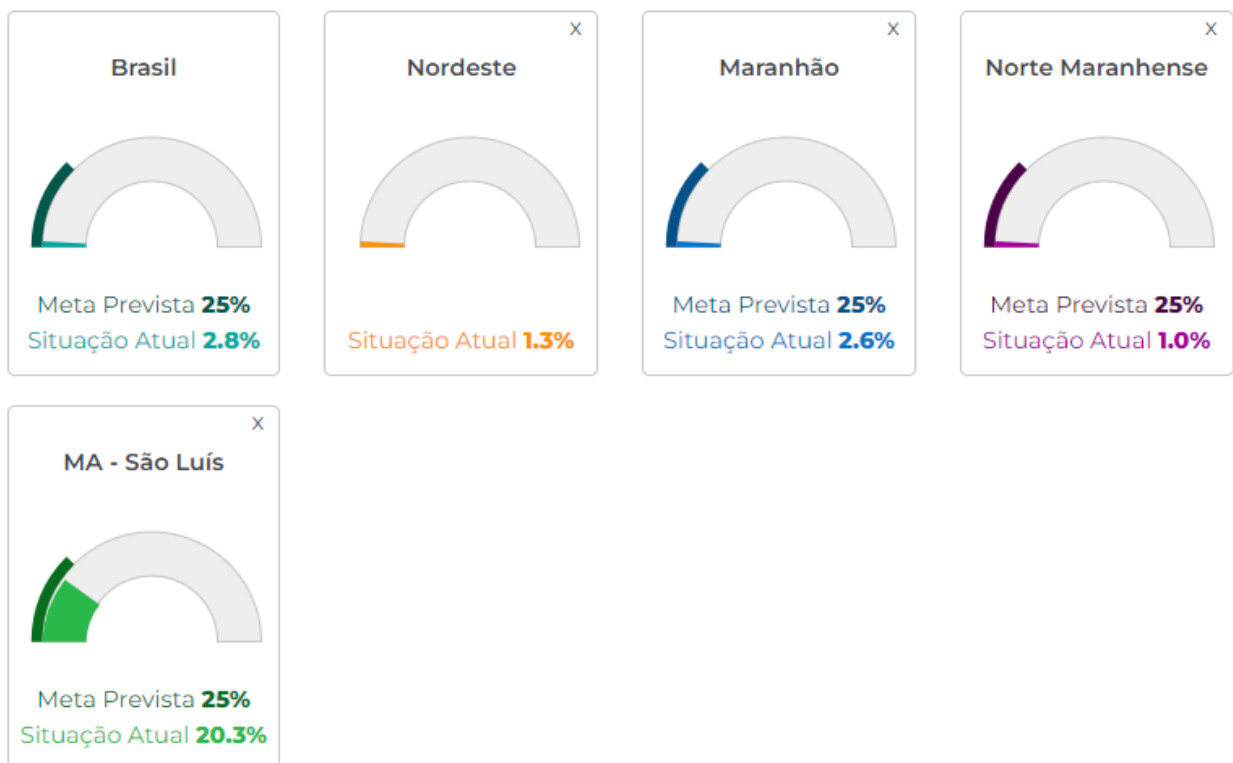 Brasil
Meta Prevista 25%
Situação Atual 2.8%
X
Nordeste
Situação Atual 1.3%
X
Maranhão
Meta Prevista 25%
Situação Atual 2.6%
X
Norte Maranhense
Meta Prevista 25%
Situação Atual 1.0%
X
MA - São Luís
Meta Prevista 25%
Situação Atual 20.3%